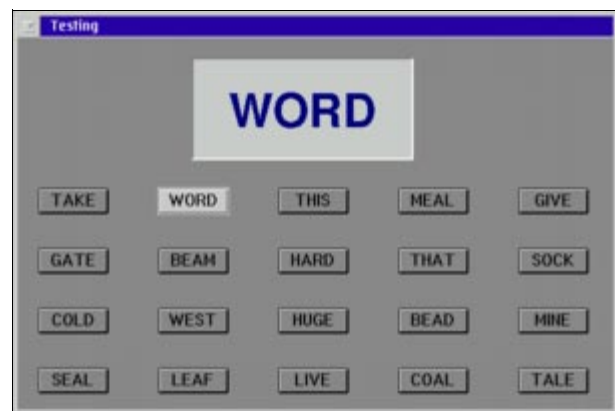 Testing
WORD
TAKE WORD THIS MEAL GIVE
GATE BEAM HARD THAT SOCK
COLD WEST HUGE BEAD MINE
SEAL LEAF LIVE COAL TALE